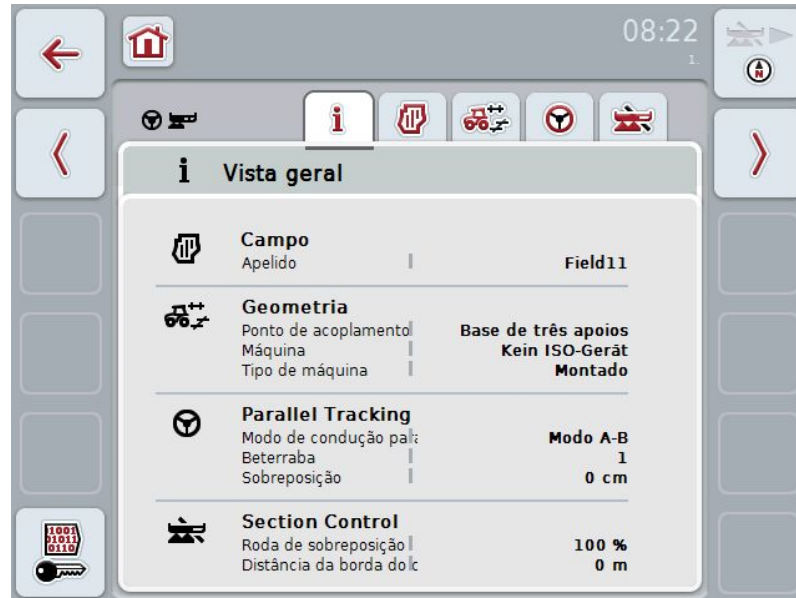 08:22
1.
i
N
i Vista geral
Campo
Apelido Field11
Geometria
Ponto de acoplamento Base de três apoios
Máquina Kein ISO-Gerät
Tipo de máquina Montado
Parallel Tracking
Modo de condução para Modo A-B
Beterraba 1
Sobreposição 0 cm
Section Control
Roda de sobreposição 100 %
Distância da borda do c 0 m
1001
01011
0110